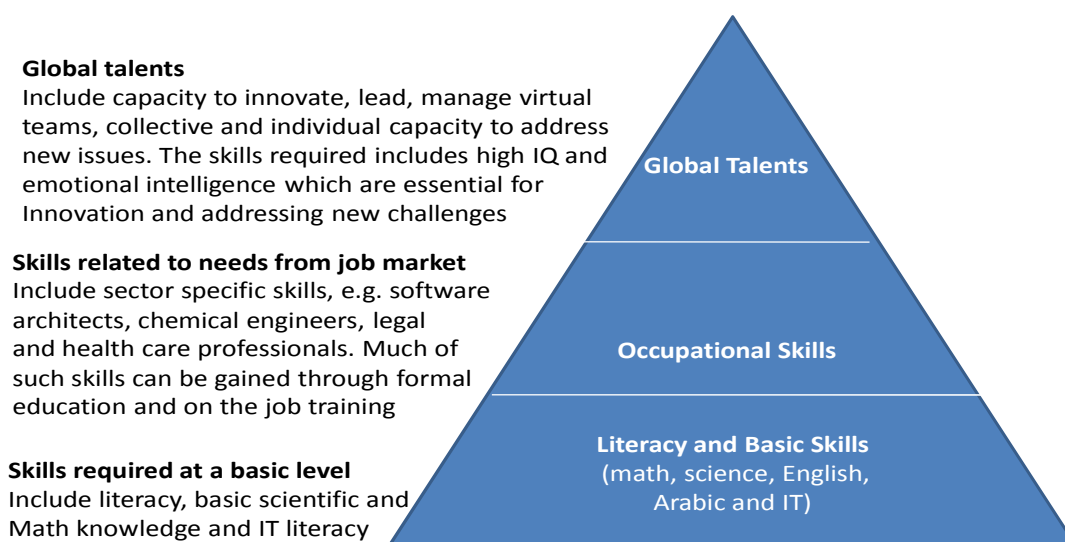 Global talents
Include capacity to innovate, lead, manage virtual
teams, collective and individual capacity to address
new issues. The skills required includes high IQ and
emotional intelligence which are essential for
Innovation and addressing new challenges
Global Talents
Skills related to needs from job market
Include sector specific skills, e.g. software
architects, chemical engineers, legal
and health care professionals. Much of
such skills can be gained through formal
education and on the job training
Occupational Skills
Skills required at a basic level
Include literacy, basic scientific and
Math knowledge and IT literacy
Literacy and Basic Skills
(math, science, English,
Arabic and IT)